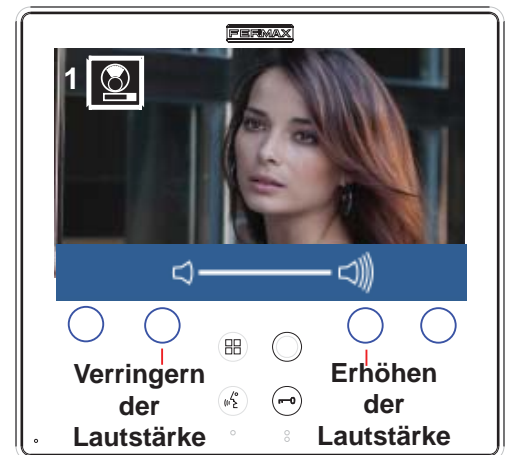 FERMAX
1
Verringern
der
Lautstärke
Erhöhen
der
Lautstärke